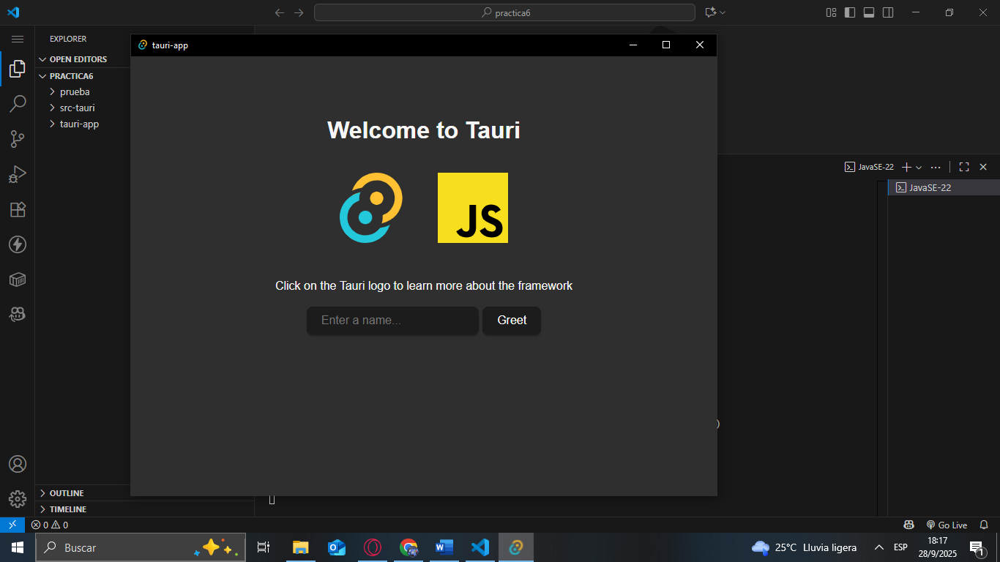 practica6
EXPLORER
OPEN EDITORS
PRACTICA6
prueba
src-tauri
tauri-app
tauri-app
Welcome to Tauri
JS
Click on the Tauri logo to learn more about the framework
Enter a name...
Greet
JavaSE-22
JavaSE-22
)
OUTLINE
TIMELINE
0 0
Go Live
Buscar
25°C Lluvia ligera
ESP
18:17
28/9/2025
1